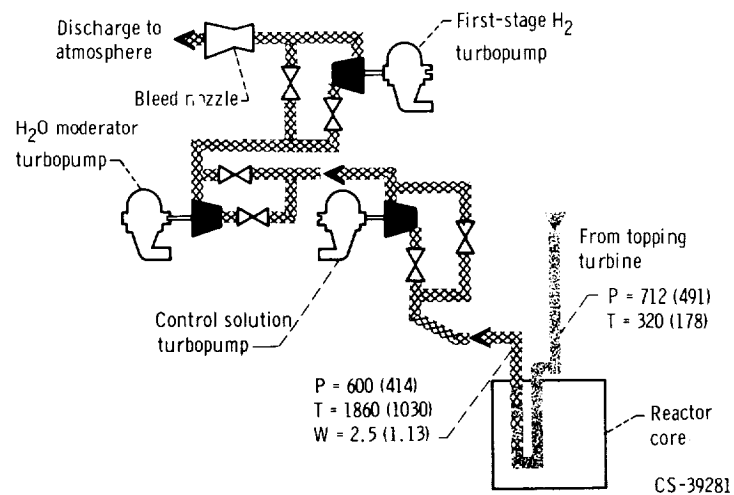 Discharge to
atmosphere
First-stage H2
turbopump
Bleed nozzle
H2O moderator
turbopump
From topping
turbine
P = 712 (491)
T = 320 (178)
Control solution
turbopump
P = 600 (414)
T = 1860 (1030)
W = 2.5 (1.13)
Reactor
core
CS-39281